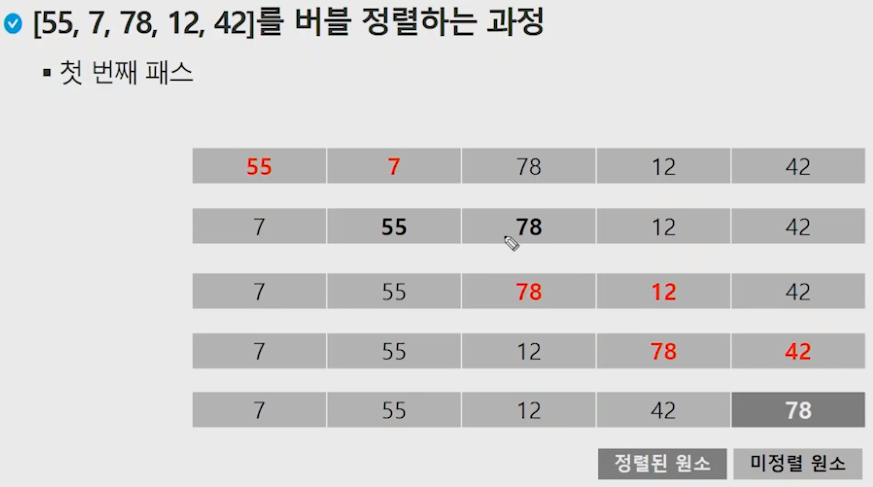 [55, 7, 78, 12, 42]를 버블 정렬하는 과정
▪ 첫 번째 패스
55 7 78 12 42
7 55 78 12 42
7 55 78 12 42
7 55 12 78 42
7 55 12 42 78
정렬된 원소 미정렬 원소